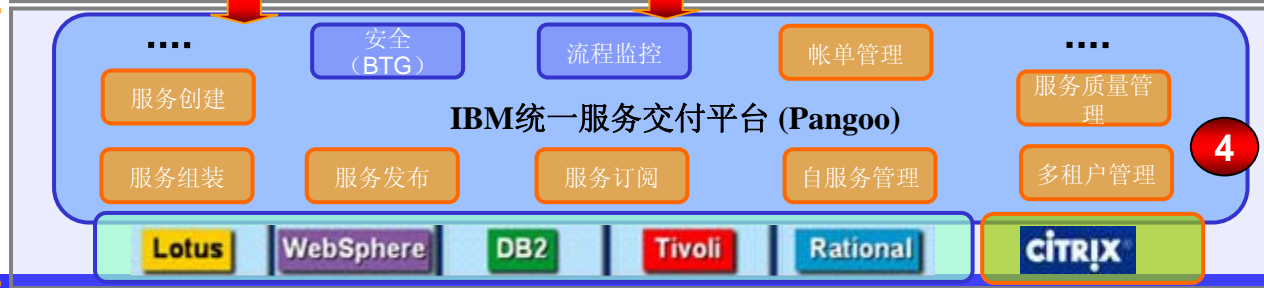 ....
安全
（BTG）
流程监控
帐单管理
....
服务创建
服务质量管
理
IBM统一服务交付平台 (Pangoo)
4
服务组装
服务发布
服务订阅
自服务管理
多租户管理
Lotus
WebSphere
DB2
Tivoli
Rational
CITRIX